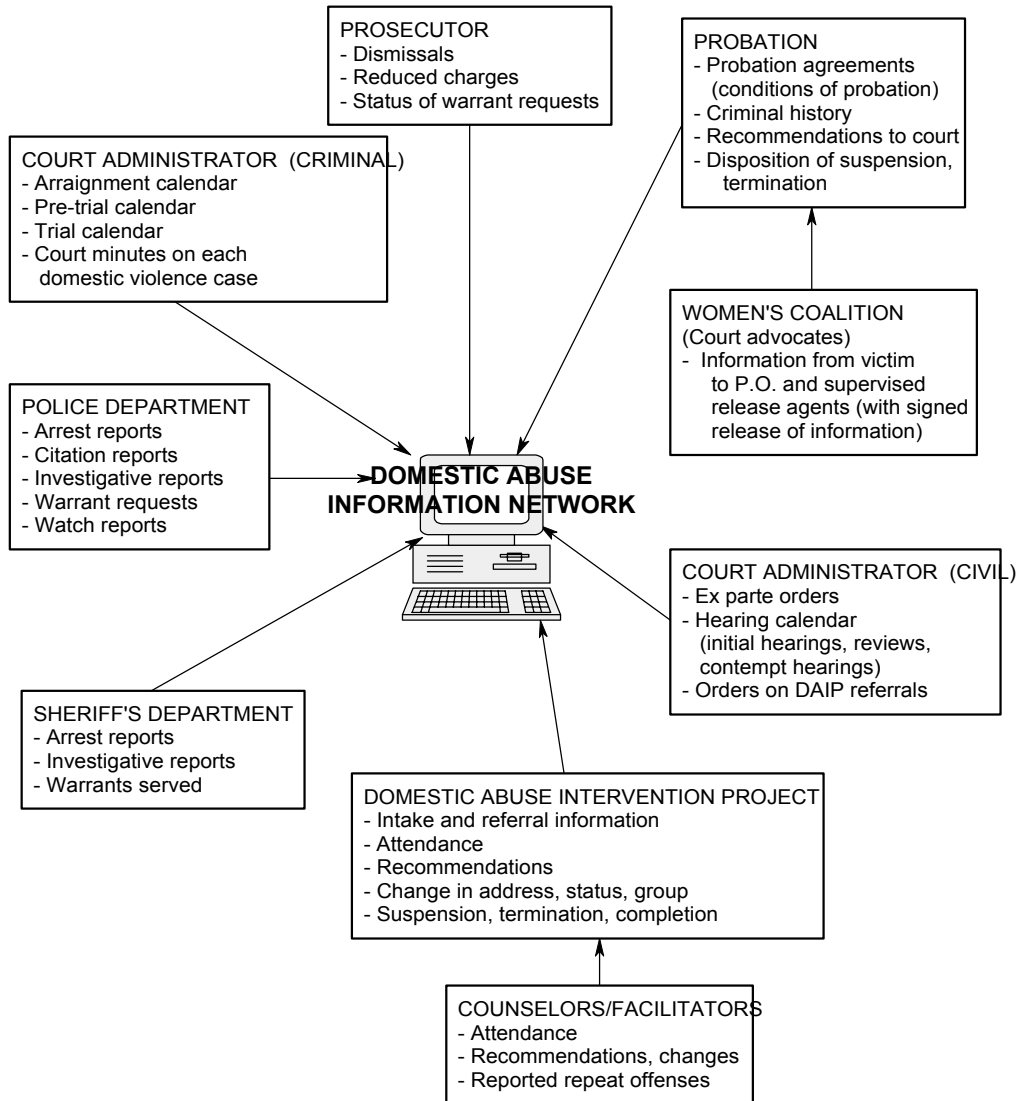 PROSECUTOR
- Dismissals
- Reduced charges
- Status of warrant requests
PROBATION
- Probation agreements
(conditions of probation)
- Criminal history
- Recommendations to court
- Disposition of suspension,
termination
COURT ADMINISTRATOR (CRIMINAL)
- Arraignment calendar
- Pre-trial calendar
- Trial calendar
- Court minutes on each
domestic violence case
WOMEN'S COALITION
(Court advocates)
- Information from victim
to P.O. and supervised
release agents (with signed
release of information)
POLICE DEPARTMENT
- Arrest reports
- Citation reports
- Investigative reports
- Warrant requests
- Watch reports
DOMESTIC ABUSE
INFORMATION NETWORK
COURT ADMINISTRATOR (CIVIL)
- Ex parte orders
- Hearing calendar
(initial hearings, reviews,
contempt hearings)
- Orders on DAIP referrals
SHERIFF'S DEPARTMENT
- Arrest reports
- Investigative reports
- Warrants served
DOMESTIC ABUSE INTERVENTION PROJECT
- Intake and referral information
- Attendance
- Recommendations
- Change in address, status, group
- Suspension, termination, completion
COUNSELORS/FACILITATORS
- Attendance
- Recommendations, changes
- Reported repeat offenses